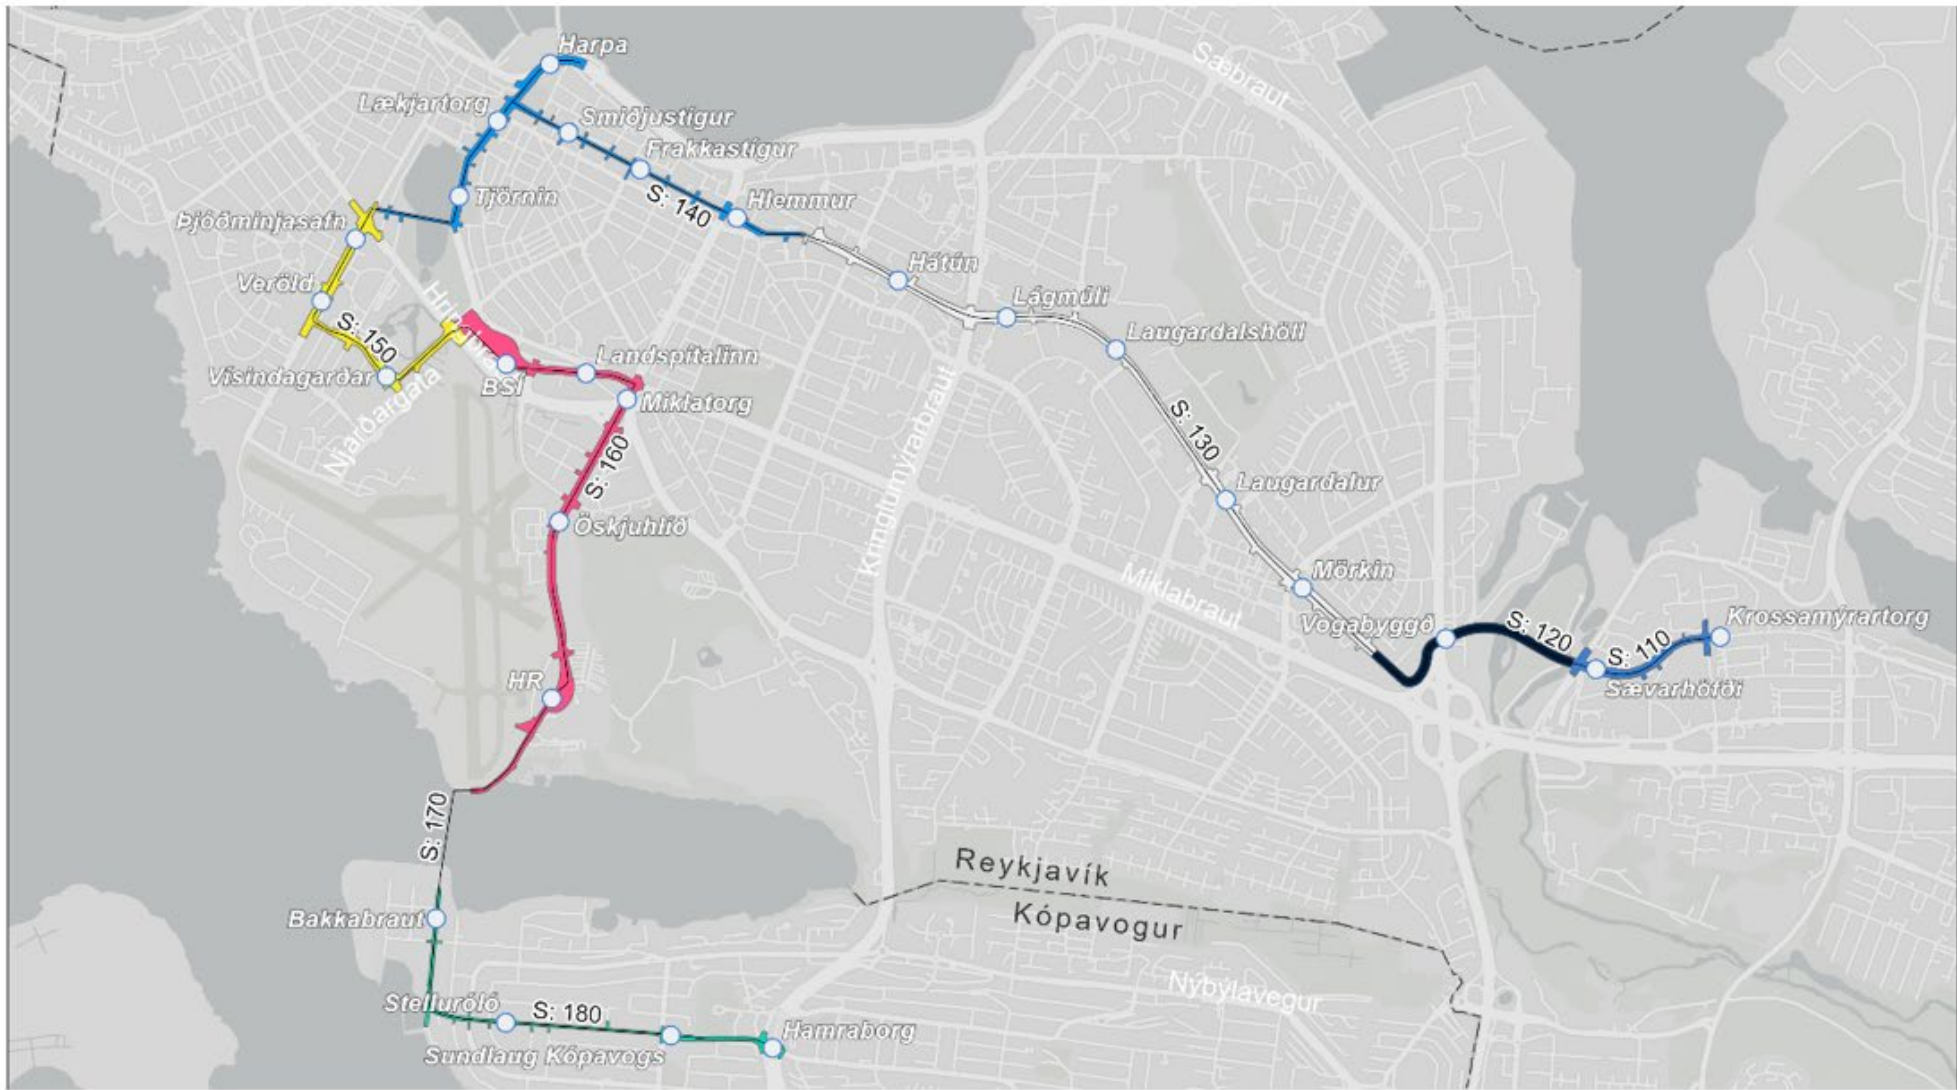 Harpa
Sæbraut
Lækjartorg
Smiðjustígur
Frakkastígur
S: 140
Tjörnin
Hlemmur
Þjóðminjasafn
Hátún
Veröld
Lágmúli
S: 150
Laugardalshöll
Landspítalinn
Vísindagarðar
BSÍ
Miklatorg
Njarðargata
S: 130
S: 160
Kringlumýrarbraut
Laugardalur
Öskjuhlíð
Mörkin
Miklabraut
Vogabyggð
S: 120
Krossamýrartorg
S: 110
HR
Sævarhöfði
S: 170
Reykjavík
Bakkabraut
Kópavogur
Nýbýlavegur
Stelluróló
S: 180
Hamraborg
Sundlaug Kópavogs